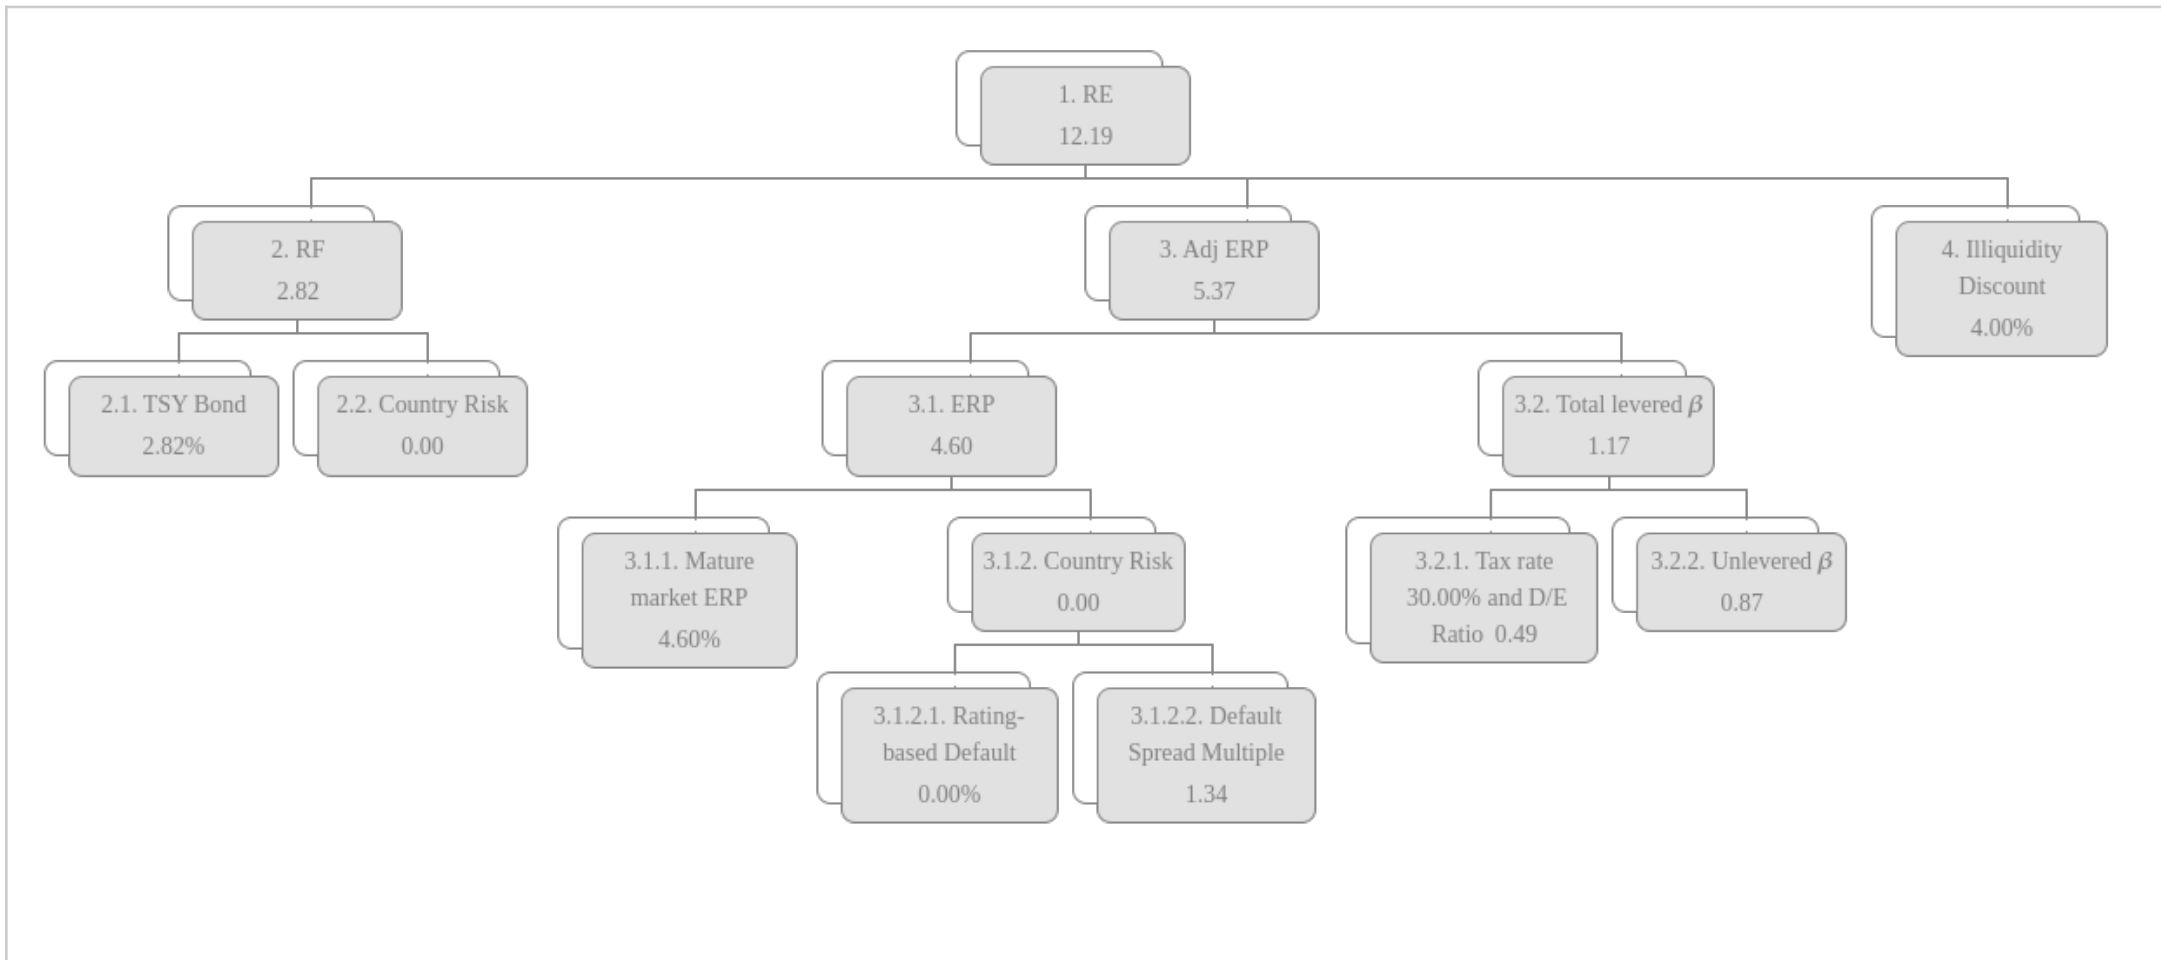 1. RE
12.19
2. RF
2.82
3. Adj ERP
5.37
4. Illiquidity
Discount
4.00%
2.1. TSY Bond
2.82%
2.2. Country Risk
0.00
3.1. ERP
4.60
3.2. Total levered β
1.17
3.1.1. Mature
market ERP
4.60%
3.1.2. Country Risk
0.00
3.2.1. Tax rate
30.00% and D/E
Ratio 0.49
3.2.2. Unlevered β
0.87
3.1.2.1. Rating-
based Default
0.00%
3.1.2.2. Default
Spread Multiple
1.34